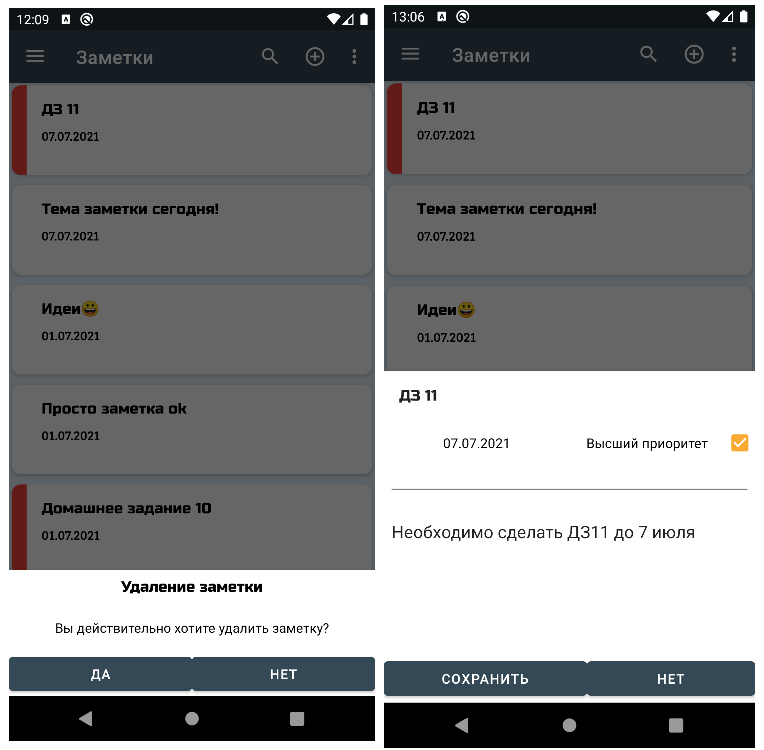 12:09
Заметки
ДЗ 11
07.07.2021
Тема заметки сегодня!
07.07.2021
Идеи😀
01.07.2021
Просто заметка ok
01.07.2021
Домашнее задание 10
01.07.2021
Удаление заметки
Вы действительно хотите удалить заметку?
ДА НЕТ
13:06
Заметки
ДЗ 11
07.07.2021
Тема заметки сегодня!
07.07.2021
Идеи😀
01.07.2021
ДЗ 11
07.07.2021 Высший приоритет
Необходимо сделать ДЗ11 до 7 июля
СОХРАНИТЬ НЕТ